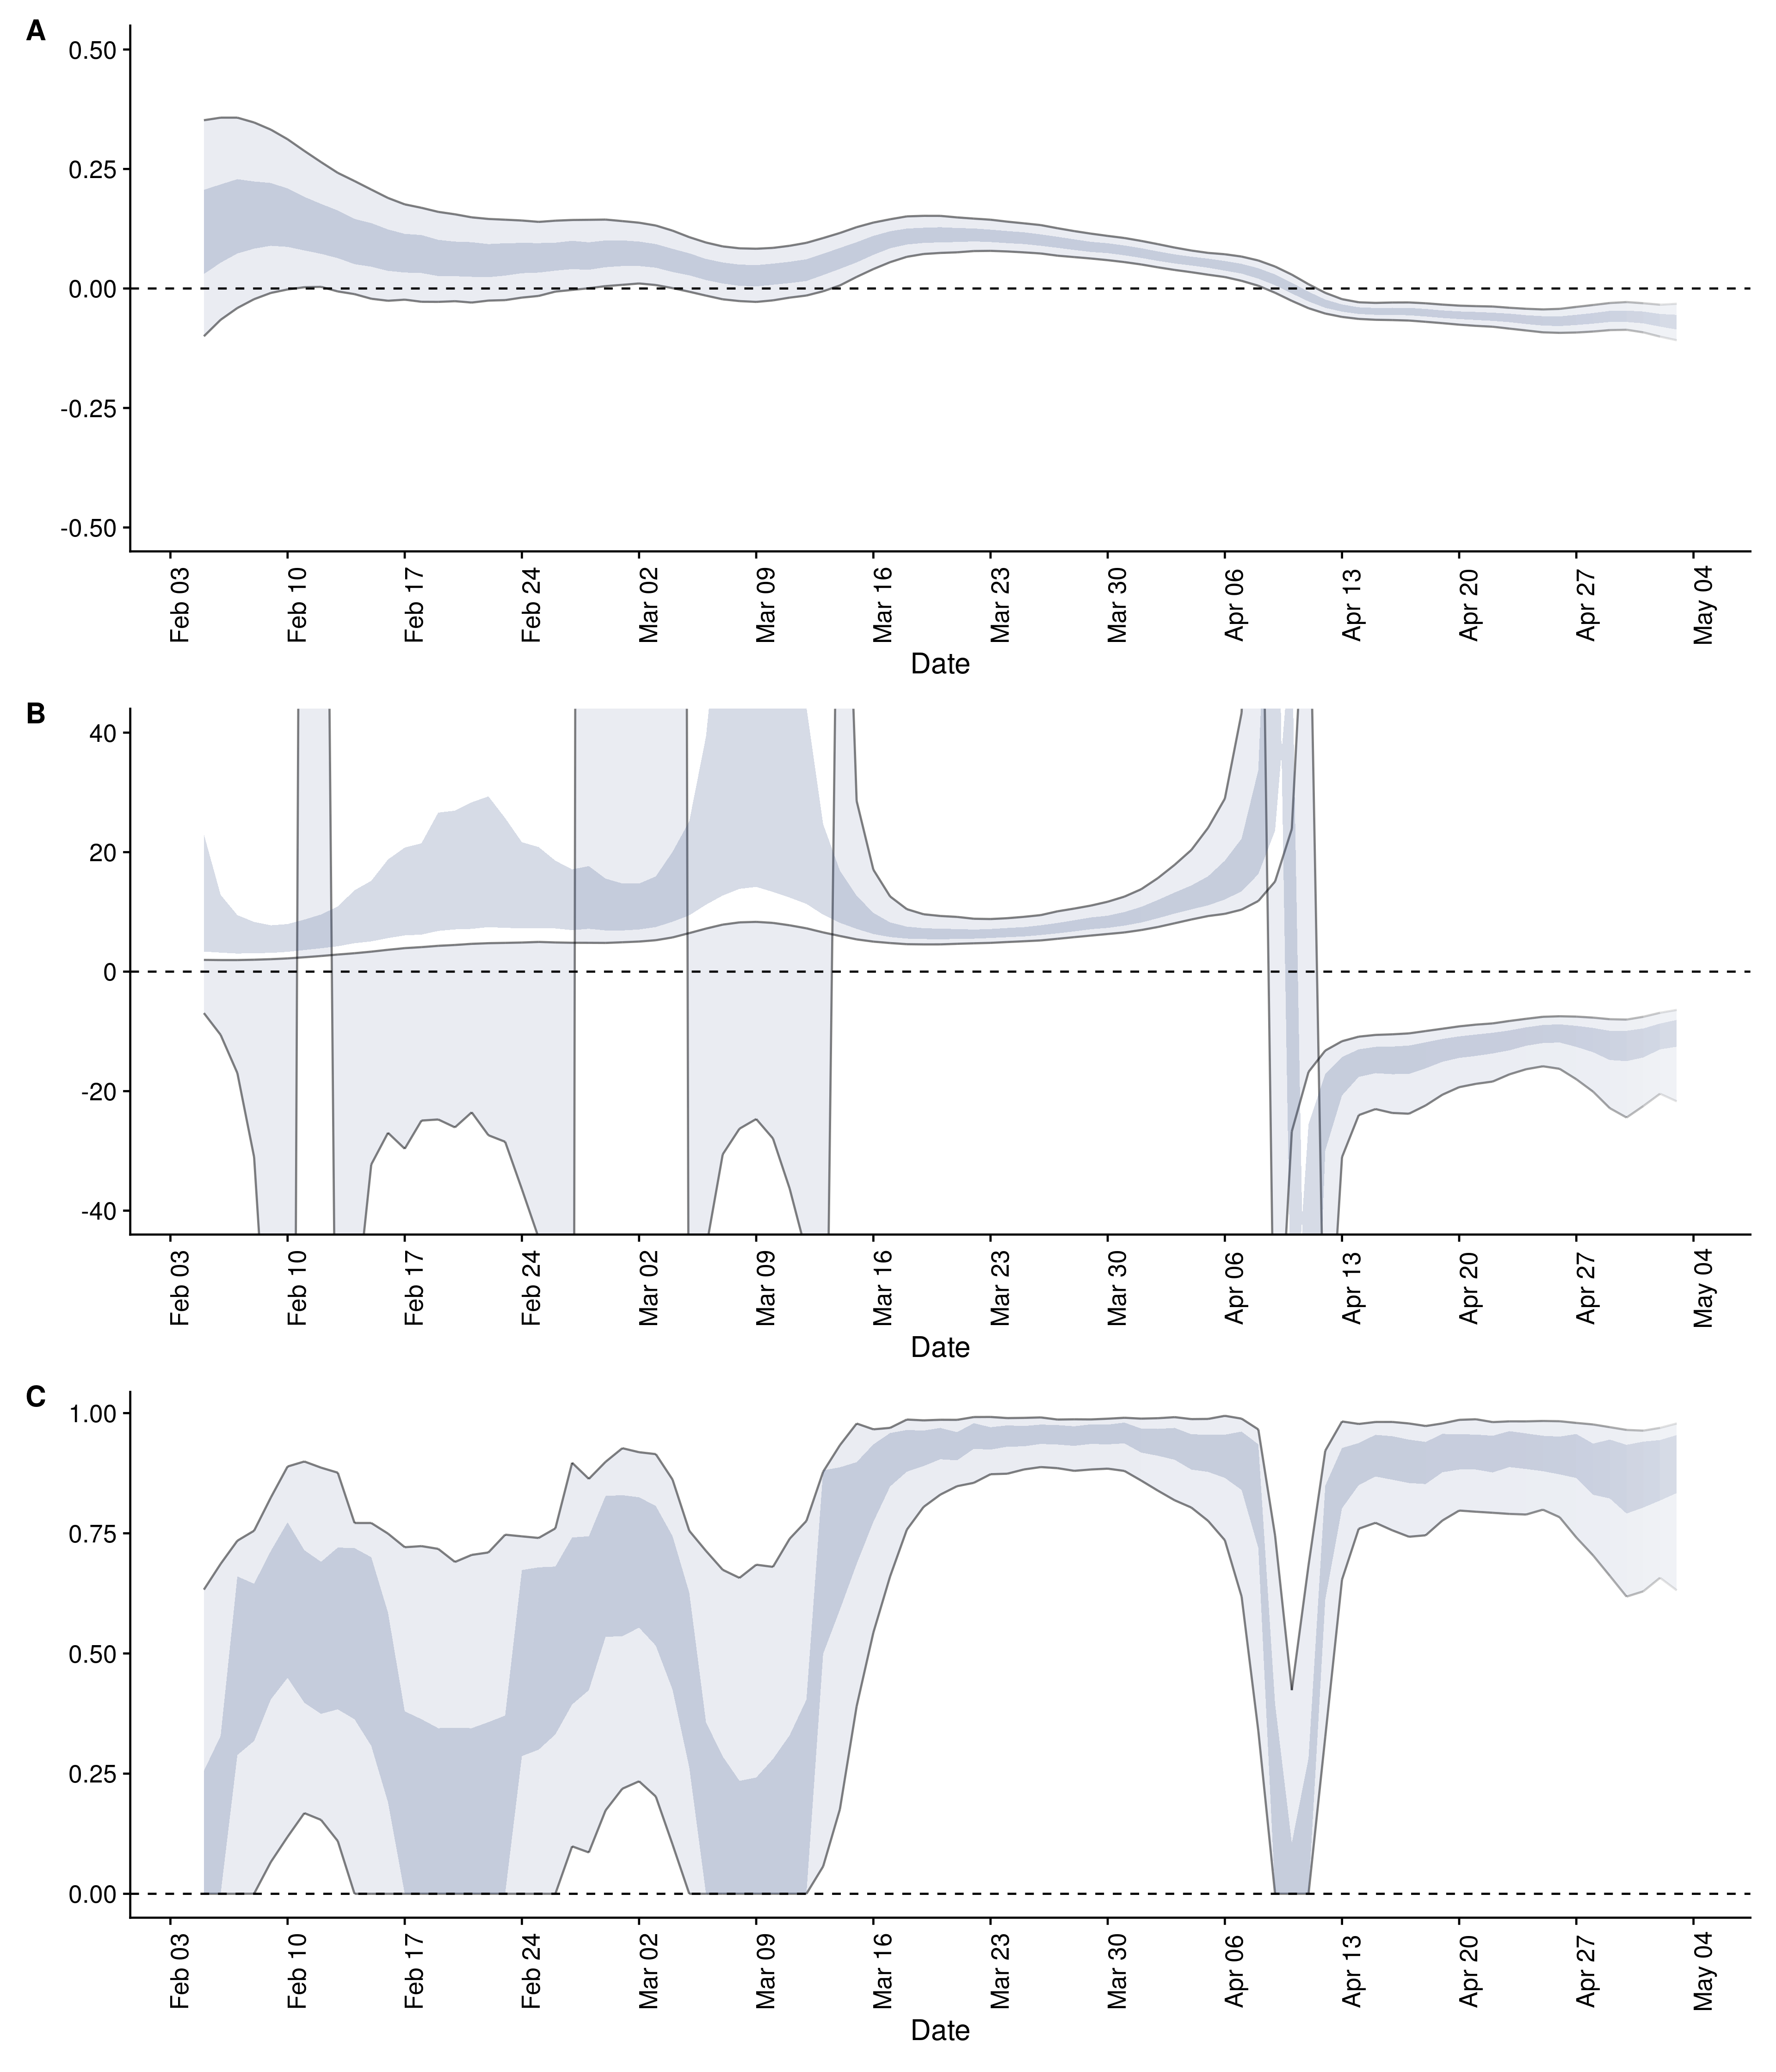 A
0.50
0.25
0.00
-0.25
-0.50
Feb 03
Feb 10
Feb 17
Feb 24
Mar 02
Mar 09
Mar 16
Mar 23
Mar 30
Apr 06
Apr 13
Apr 20
Apr 27
May 04
Date
B
40
20
0
-20
-40
Feb 03
Feb 10
Feb 17
Feb 24
Mar 02
Mar 09
Mar 16
Mar 23
Mar 30
Apr 06
Apr 13
Apr 20
Apr 27
May 04
Date
C
1.00
0.75
0.50
0.25
0.00
Feb 03
Feb 10
Feb 17
Feb 24
Mar 02
Mar 09
Mar 16
Mar 23
Mar 30
Apr 06
Apr 13
Apr 20
Apr 27
May 04
Date